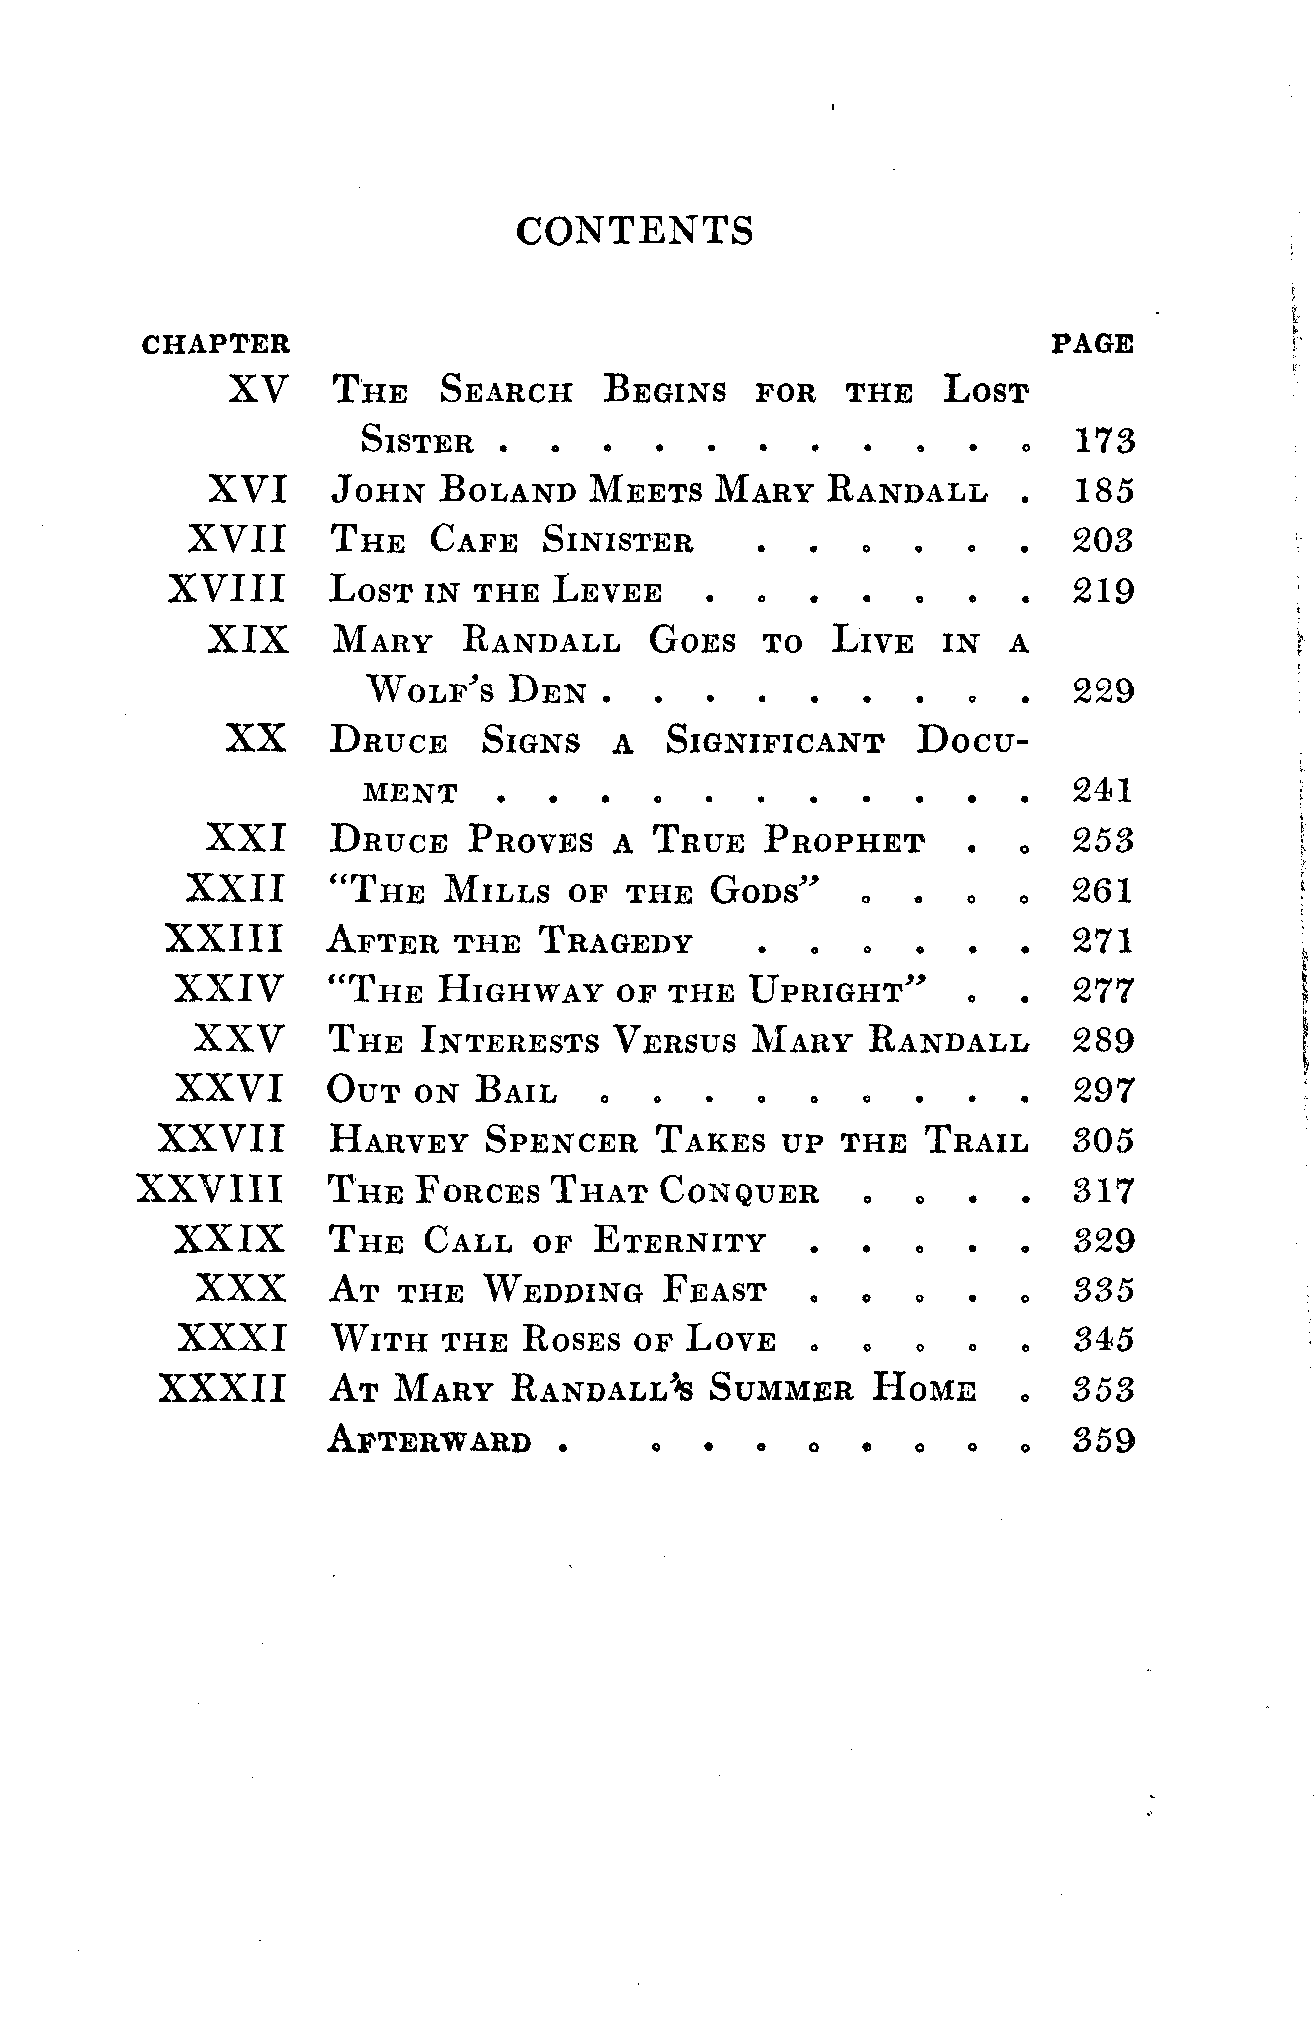 CONTENTS
CHAPTER PAGE
XV The Search Begins for the Lost
Sister . . . . . . . . . . . 173
XVI John Boland Meets Mary Randall . 185
XVII The Cafe Sinister . . . . . . 203
XVIII Lost in the Levee . . . . . . . 219
XIX Mary Randall Goes to Live in a
Wolf's Den . . . . . . . . . 229
XX Druce Signs a Significant Docu-
ment . . . . . . . . . . . 241
XXI Druce Proves a True Prophet . . 253
XXII "The Mills of the Gods" . . . . 261
XXIII After the Tragedy . . . . . . 271
XXIV "The Highway of the Upright" . . 277
XXV The Interests Versus Mary Randall 289
XXVI Out on Bail . . . . . . . . . 297
XXVII Harvey Spencer Takes up the Trail 305
XXVIII The Forces That Conquer . . . . 317
XXIX The Call of Eternity . . . . . 329
XXX At the Wedding Feast . . . . . 335
XXXI With the Roses of Love . . . . . 345
XXXII At Mary Randall's Summer Home . 353
Afterward . . . . . . . . . 359